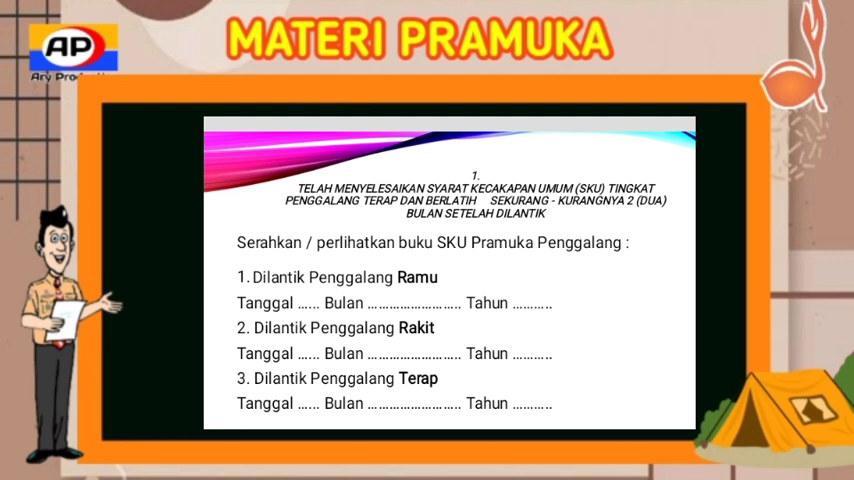 MATERI PRAMUKA
AP
1.
TELAH MENYELESAIKAN SYARAT KECAKAPAN UMUM (SKU) TINGKAT
PENGGALANG TERAP DAN BERLATIH SEKURANG - KURANGNYA 2 (DUA)
BULAN SETELAH DILANTIK
Serahkan / perlihatkan buku SKU Pramuka Penggalang :
1. Dilantik Penggalang Ramu
Tanggal ...... Bulan .......................... Tahun ...........
2. Dilantik Penggalang Rakit
Tanggal ...... Bulan .......................... Tahun ...........
3. Dilantik Penggalang Terap
Tanggal ...... Bulan .......................... Tahun ...........